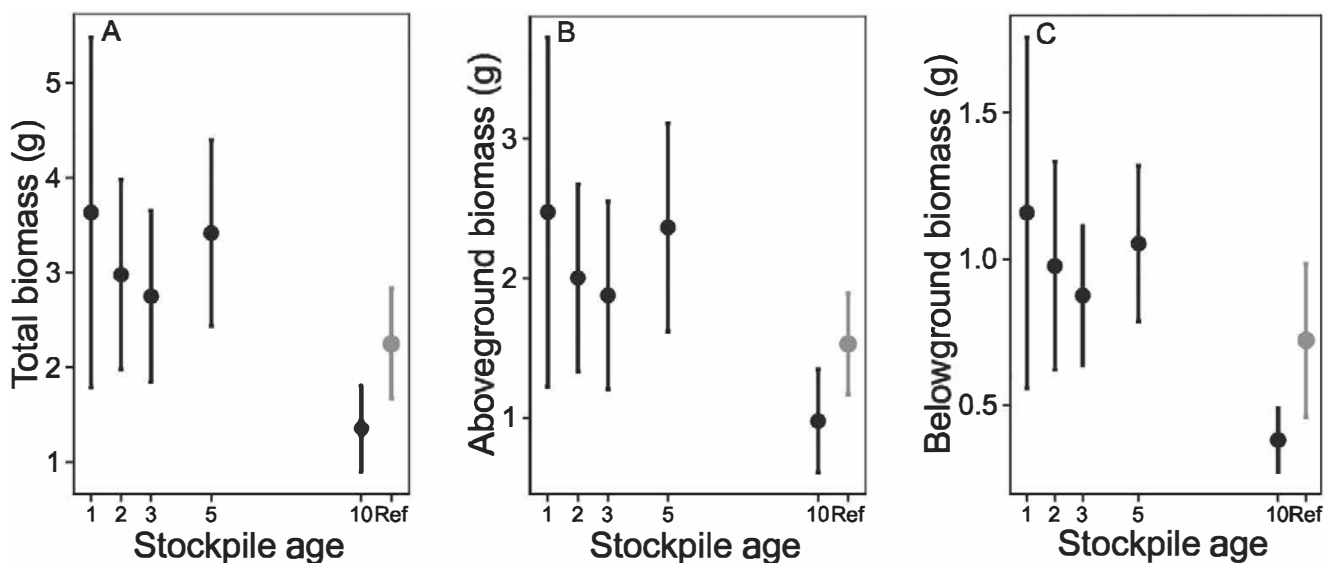 A
Total biomass (g)
5
4
3
2
1
1 2 3 5 10 Ref
Stockpile age
B
Aboveground biomass (g)
3
2
1
1 2 3 5 10 Ref
Stockpile age
C
Belowground biomass (g)
1.5
1.0
0.5
1 2 3 5 10 Ref
Stockpile age